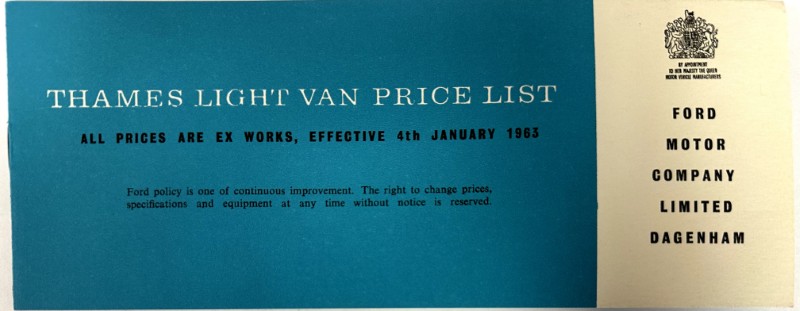 THAMES LIGHT VAN PRICE LIST
ALL PRICES ARE EX WORKS, EFFECTIVE 4th JANUARY 1963
Ford policy is one of continuous improvement. The right to change prices,
specifications and equipment at any time without notice is reserved.
BY APPOINTMENT
TO HER MAJESTY THE QUEEN
MOTOR VEHICLE MANUFACTURERS
FORD
MOTOR
COMPANY
LIMITED
DAGENHAM